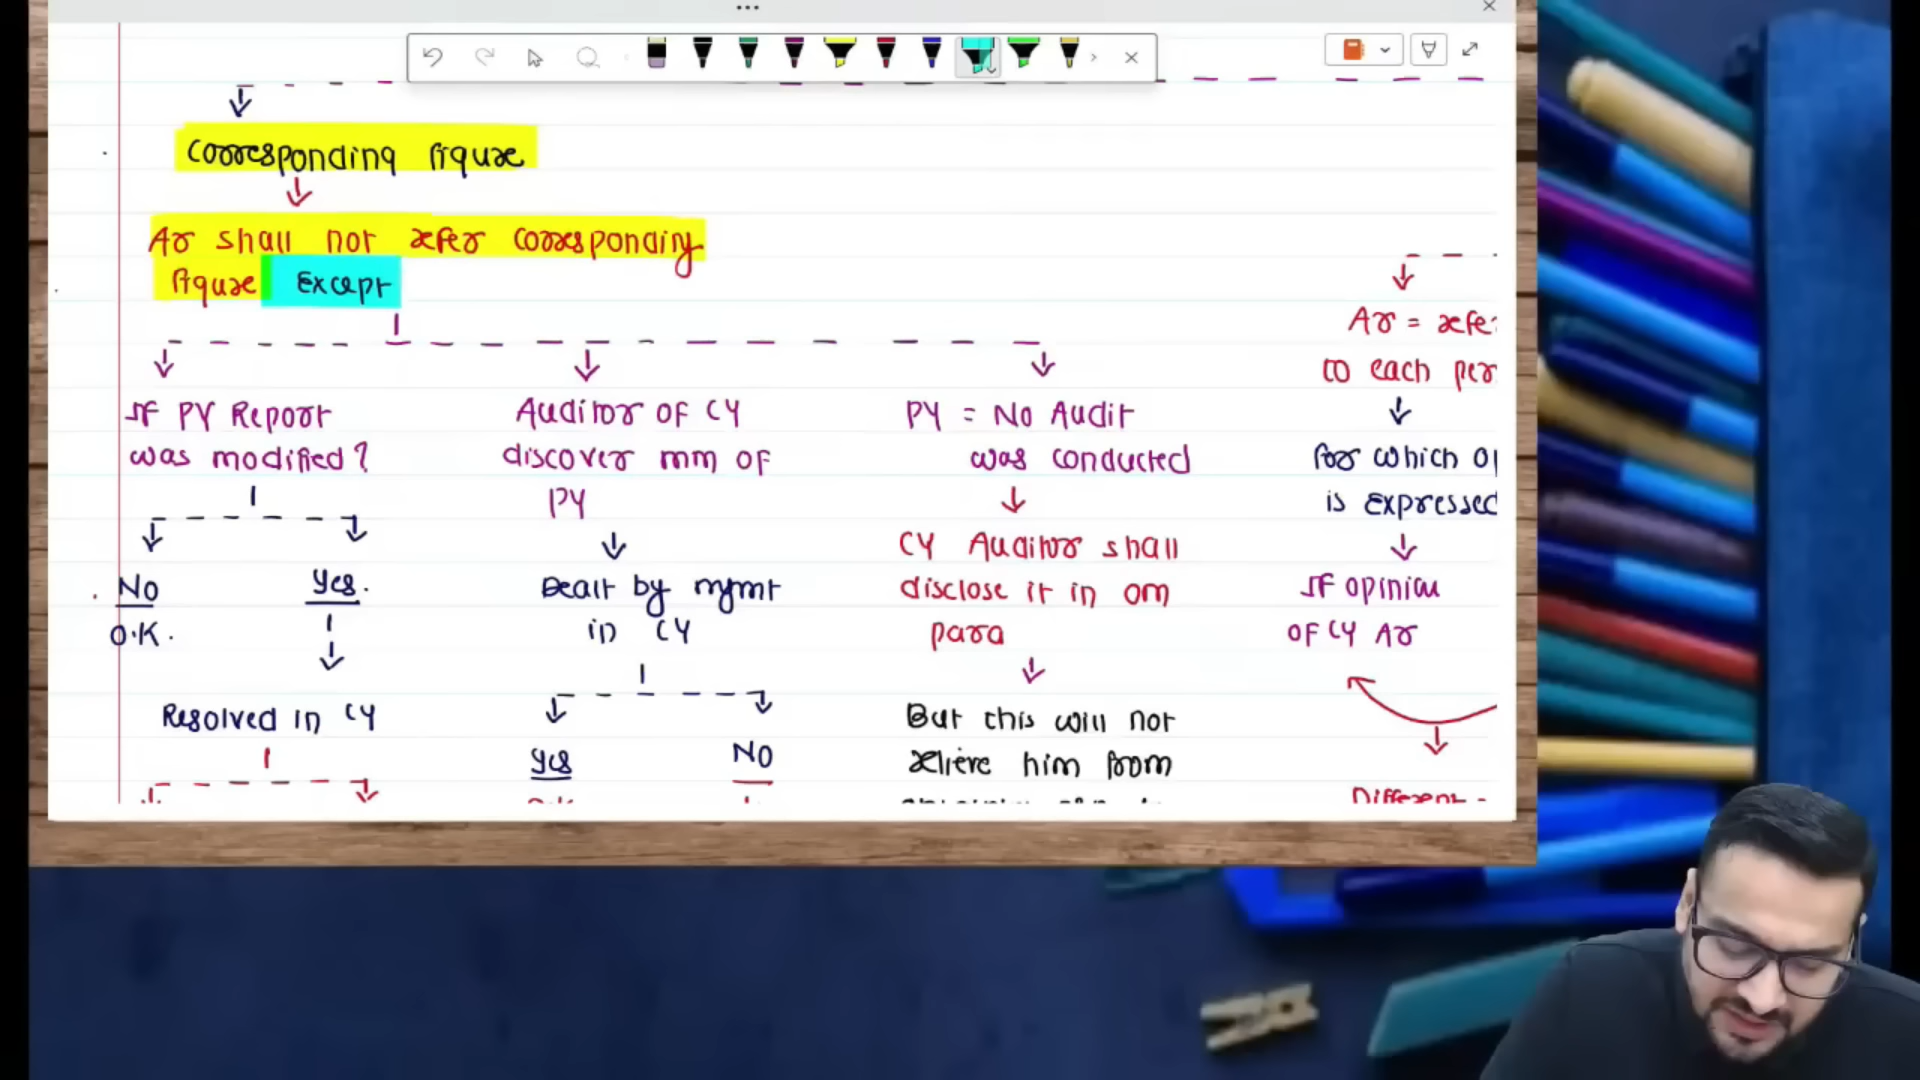 Corresponding figure
Ar shall not refer corresponding
figure Except
If PY Report
was modified?
No
O.K.
Yes.
Resolved in CY
Auditor of CY
discover mm of
PY
Dealt by mgmt
in CY
Yes
No
PY = No Audit
was conducted
CY Auditor shall
disclose it in om
para
But this will not
relieve him from
Ar = refer
to each per
for which op
is expressed
If opinion
of CY Ar
Different =